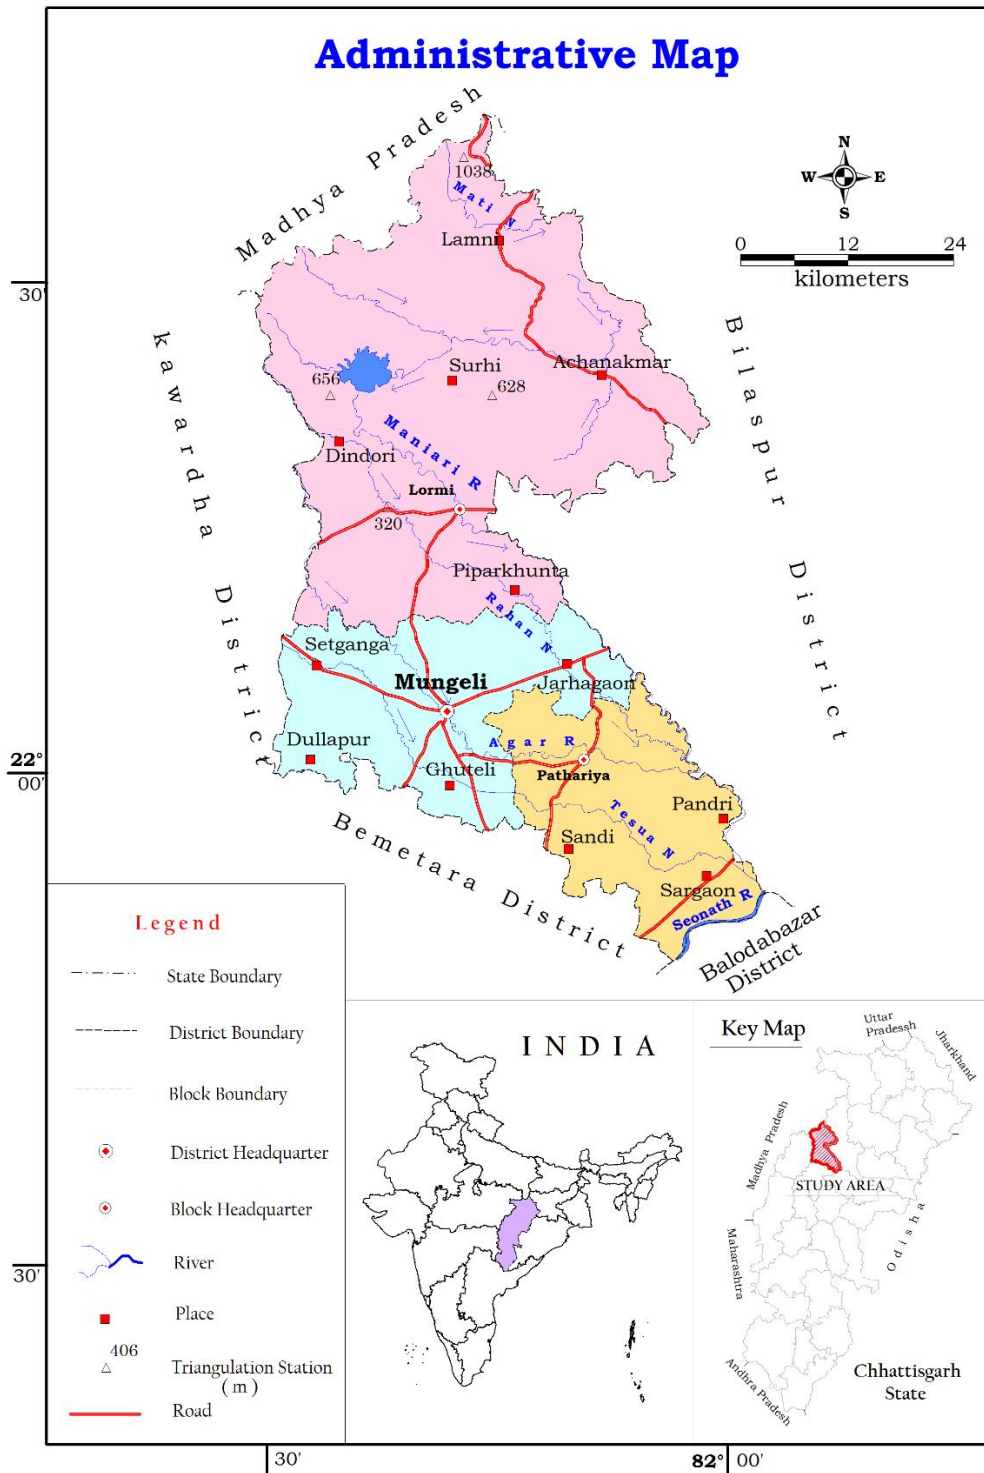 Administrative Map
Madhya Pradesh
N
W E
S
0 12 24
kilometers
1038
Mati N
Lamni
30'
kawardha District
Bilaspur District
Surhi
Achanakmar
656
628
Maniari R
Dindori
Lormi
320
Piparkhunta
Rahan N
Setganga
Mungeli
Jarhagaon
Agar R
Dullapur
Ghuteli
Pathariya
22°
00'
Tesua N
Pandri
Sandi
Bemetara District
Sargaon
Seonath R
Balodabazar
District
Legend
State Boundary
District Boundary
Block Boundary
District Headquarter
Block Headquarter
River
Place
406
Triangulation Station
( m )
Road
30'
INDIA
Key Map
Uttar
Pradessh
Jharkhand
Madhya Pradesh
STUDY AREA
Odisha
Maharashtra
Andhra Pradesh
Chhattisgarh
State
30'
82° 00'